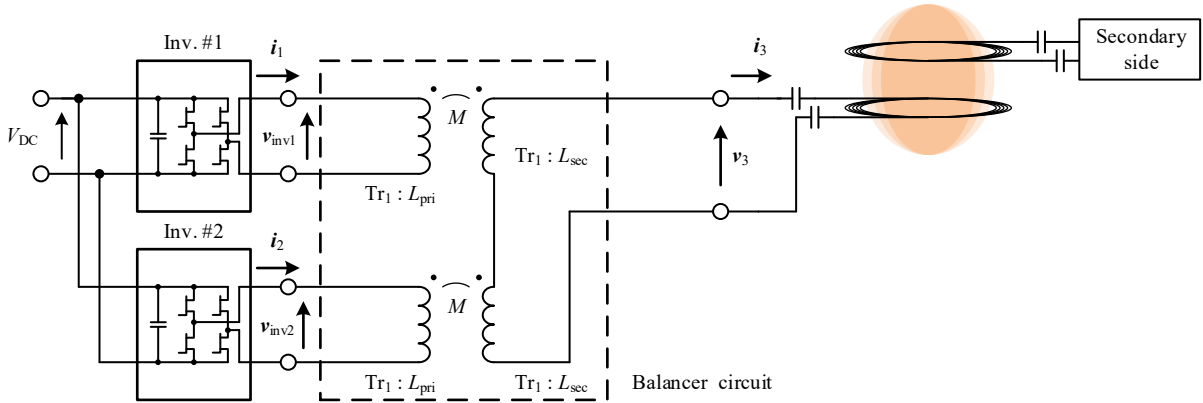 Inv. #1
i1
i3
Secondary
side
VDC
vinv1
M
Tr1 : Lsec
v3
Tr1 : Lpri
Inv. #2
i2
vinv2
M
Tr1 : Lpri
Tr1 : Lsec
Balancer circuit